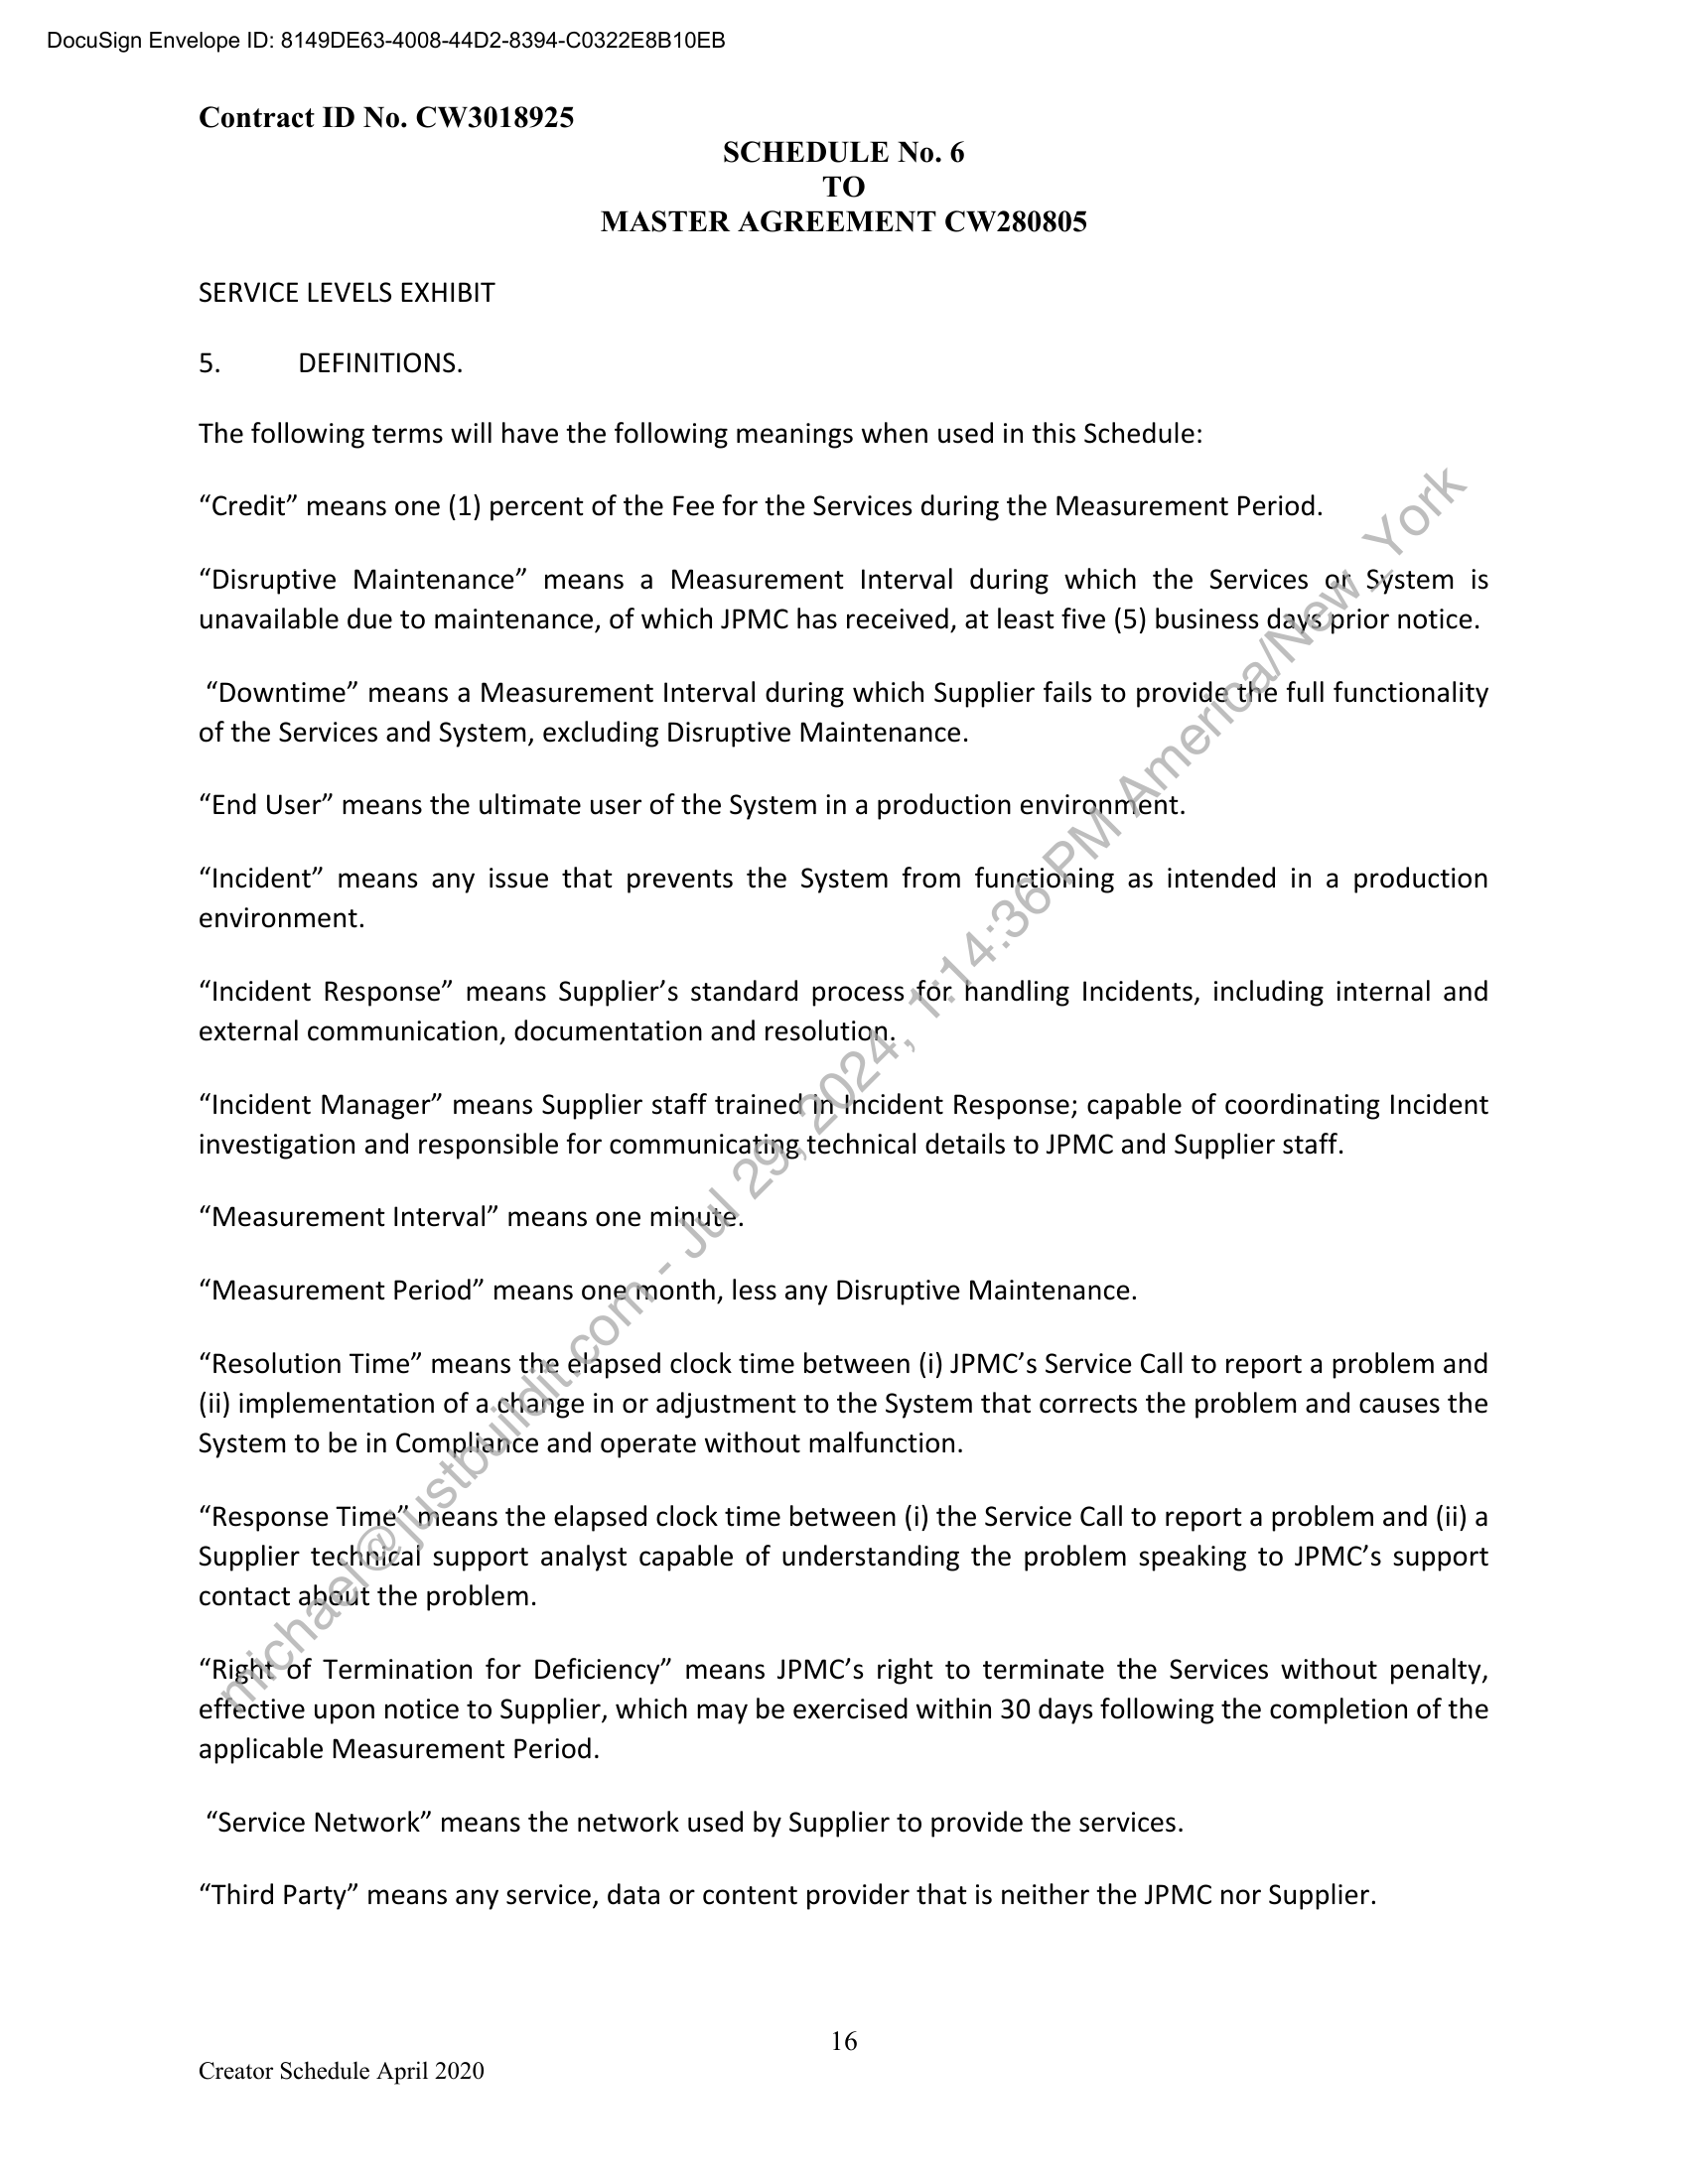 DocuSign Envelope ID: 8149DE63-4008-44D2-8394-C0322E8B10EB
Contract ID No. CW3018925
SCHEDULE No. 6
TO
MASTER AGREEMENT CW280805
SERVICE LEVELS EXHIBIT
5. DEFINITIONS.
The following terms will have the following meanings when used in this Schedule:
“Credit” means one (1) percent of the Fee for the Services during the Measurement Period.
“Disruptive Maintenance” means a Measurement Interval during which the Services or System is
unavailable due to maintenance, of which JPMC has received, at least five (5) business days prior notice.
“Downtime” means a Measurement Interval during which Supplier fails to provide the full functionality
of the Services and System, excluding Disruptive Maintenance.
“End User” means the ultimate user of the System in a production environment.
“Incident” means any issue that prevents the System from functioning as intended in a production
environment.
“Incident Response” means Supplier’s standard process for handling Incidents, including internal and
external communication, documentation and resolution.
“Incident Manager” means Supplier staff trained in Incident Response; capable of coordinating Incident
investigation and responsible for communicating technical details to JPMC and Supplier staff.
“Measurement Interval” means one minute.
“Measurement Period” means one month, less any Disruptive Maintenance.
“Resolution Time” means the elapsed clock time between (i) JPMC’s Service Call to report a problem and
(ii) implementation of a change in or adjustment to the System that corrects the problem and causes the
System to be in Compliance and operate without malfunction.
“Response Time” means the elapsed clock time between (i) the Service Call to report a problem and (ii) a
Supplier technical support analyst capable of understanding the problem speaking to JPMC’s support
contact about the problem.
“Right of Termination for Deficiency” means JPMC’s right to terminate the Services without penalty,
effective upon notice to Supplier, which may be exercised within 30 days following the completion of the
applicable Measurement Period.
“Service Network” means the network used by Supplier to provide the services.
“Third Party” means any service, data or content provider that is neither the JPMC nor Supplier.
michael@justbuildit.com - Jul 29, 2024, 1:14:36 PM America/New_York
16
Creator Schedule April 2020